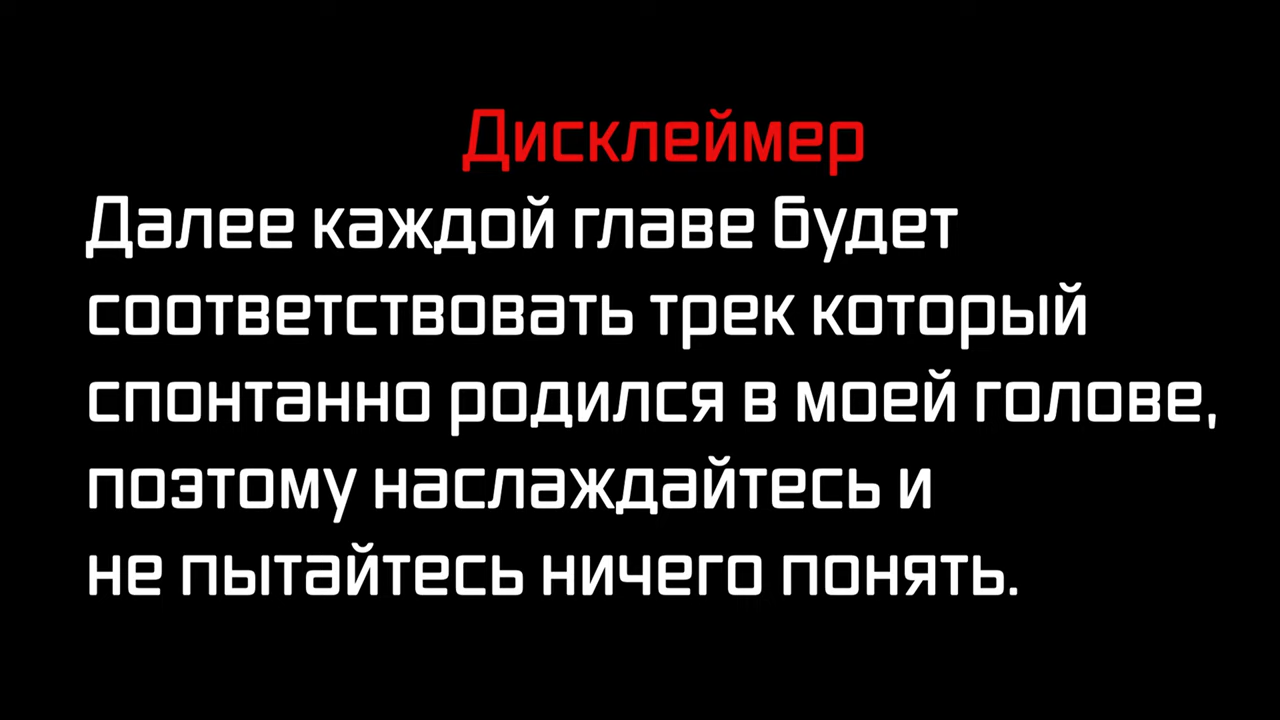 Дисклеймер
Далее каждой главе будет
соответствовать трек который
спонтанно родился в моей голове,
поэтому наслаждайтесь и
не пытайтесь ничего понять.